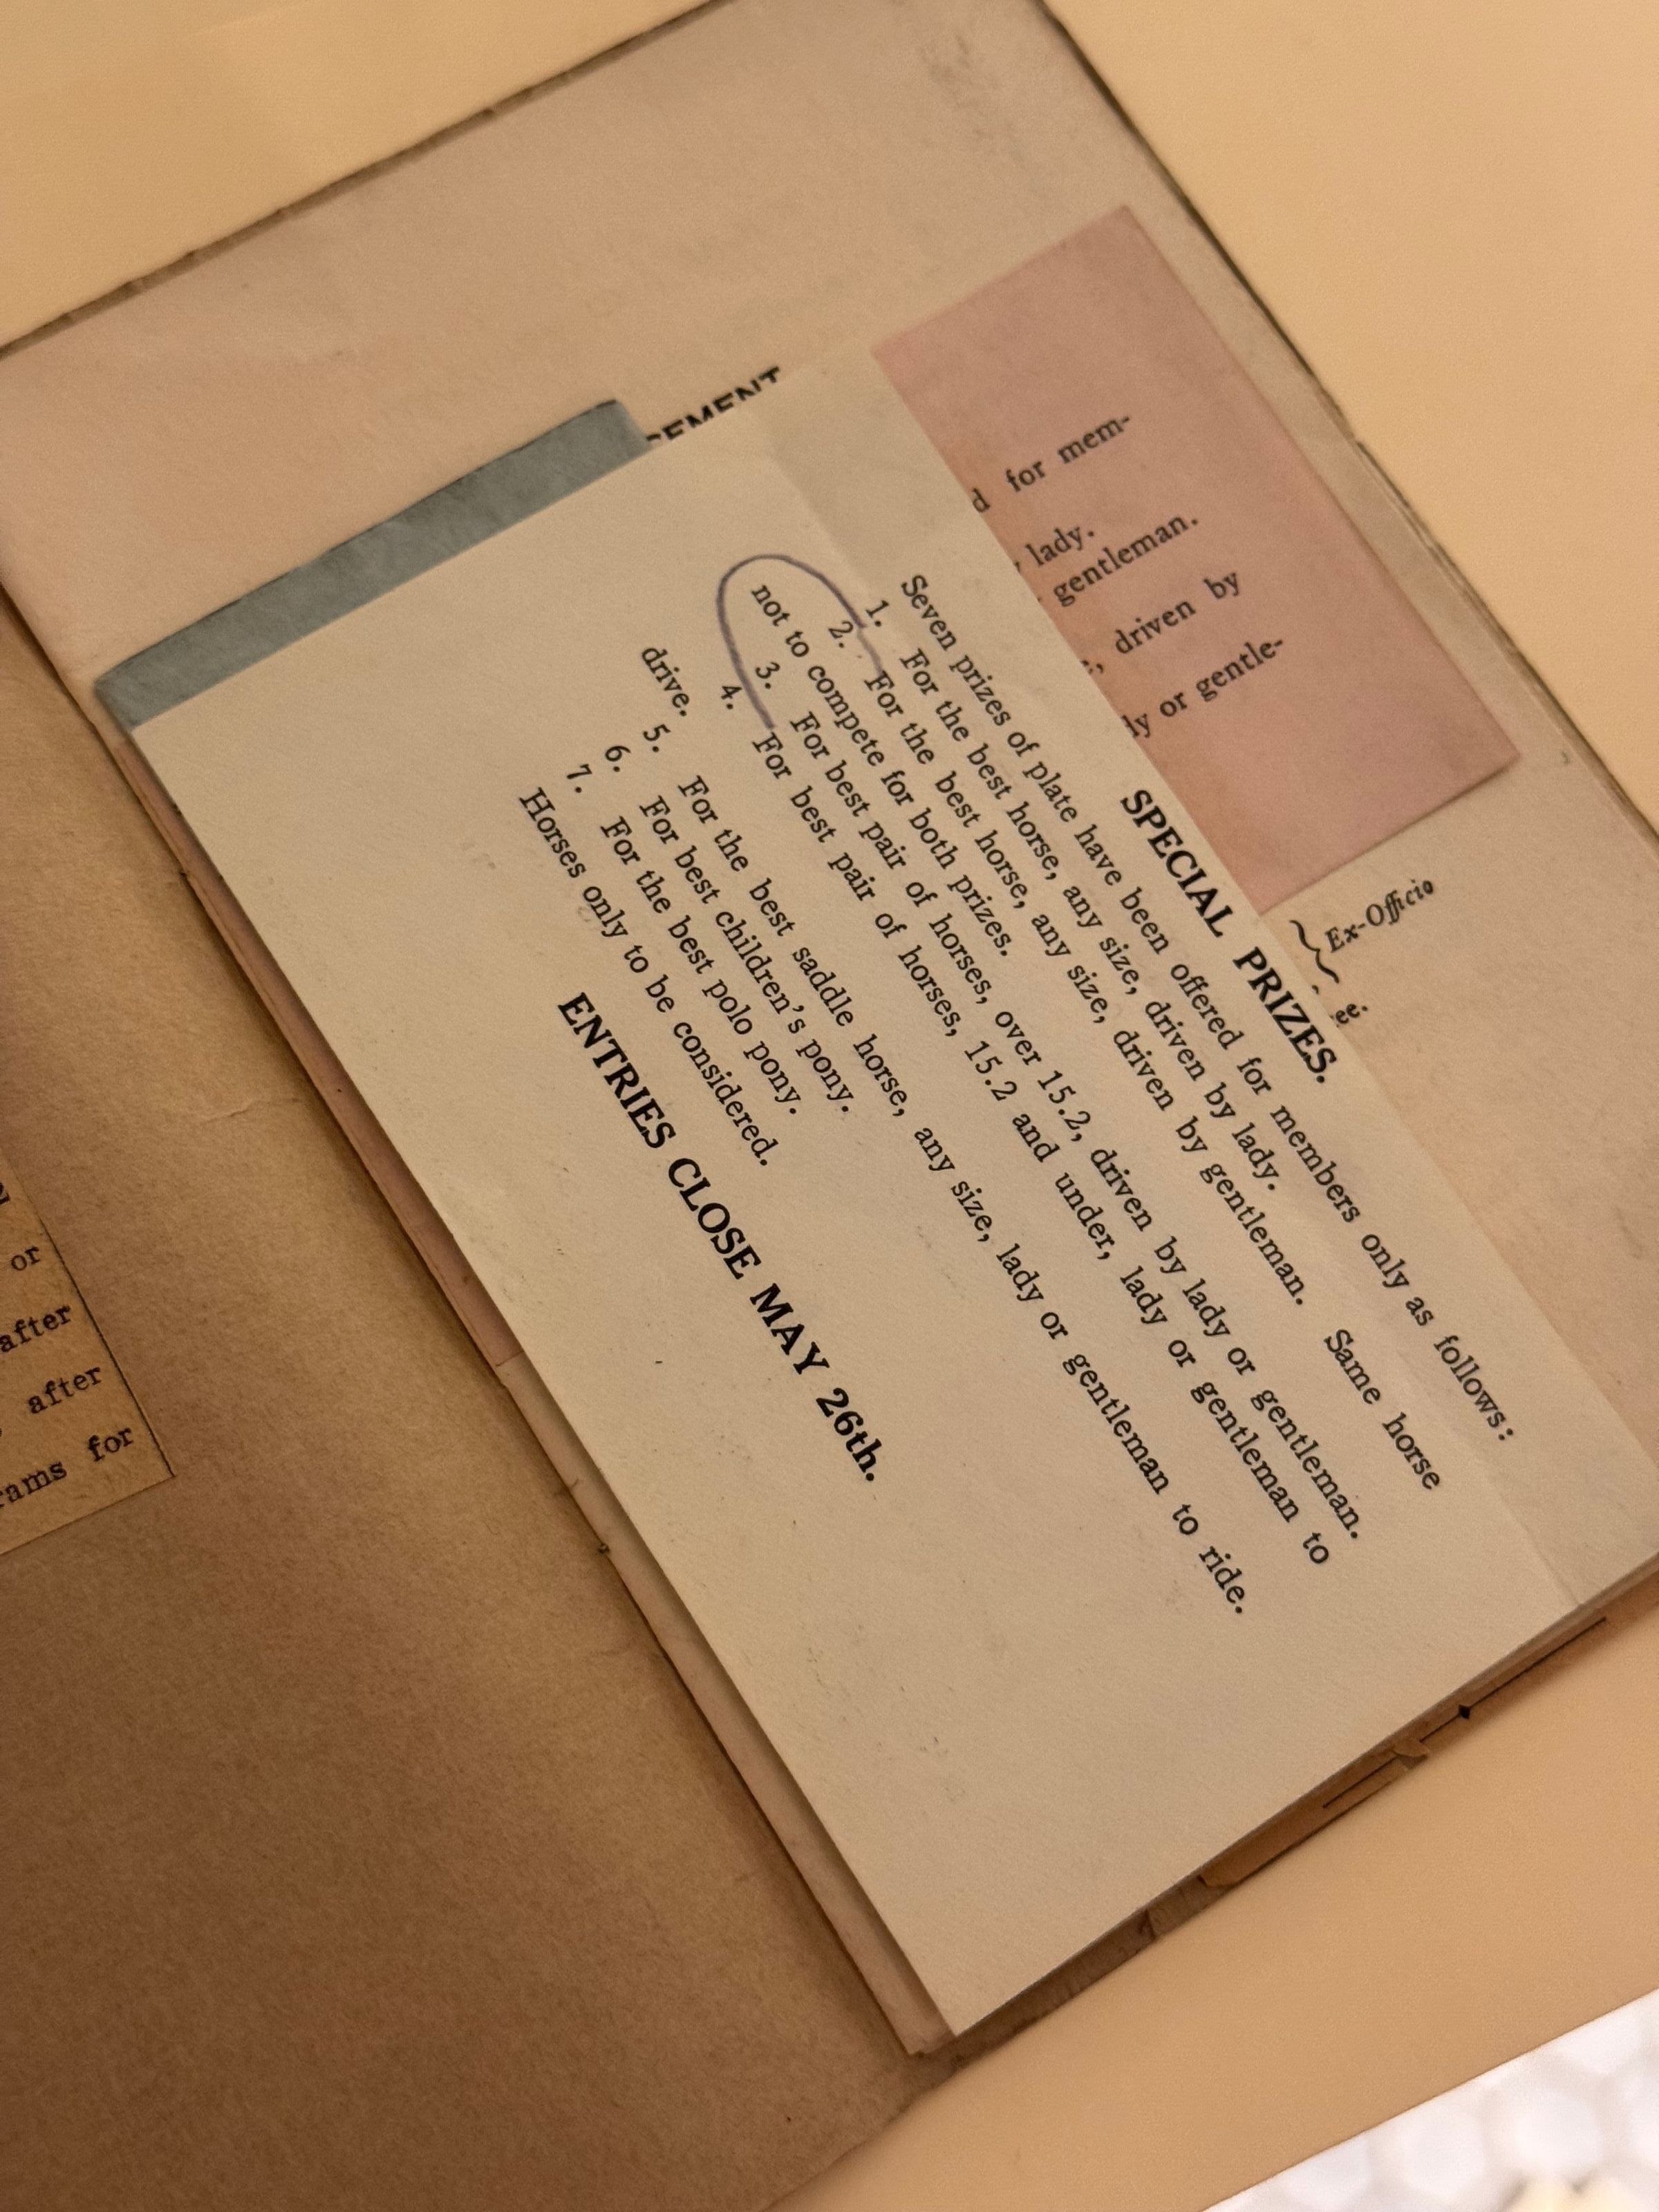 SPECIAL PRIZES.
Seven prizes of plate have been offered for members only as follows:
1. For the best horse, any size, driven by lady.
2. For the best horse, any size, driven by gentleman. Same horse
not to compete for both prizes.
3. For best pair of horses, over 15.2, driven by lady or gentleman.
4. For best pair of horses, 15.2 and under, lady or gentleman to
drive.
5. For the best saddle horse, any size, lady or gentleman to ride.
6. For best children's pony.
7. For the best polo pony.
Horses only to be considered.
ENTRIES CLOSE MAY 26th.
for mem-
lady.
gentleman.
driven by
or gentle-
Ex-Officio
or
after
after
for